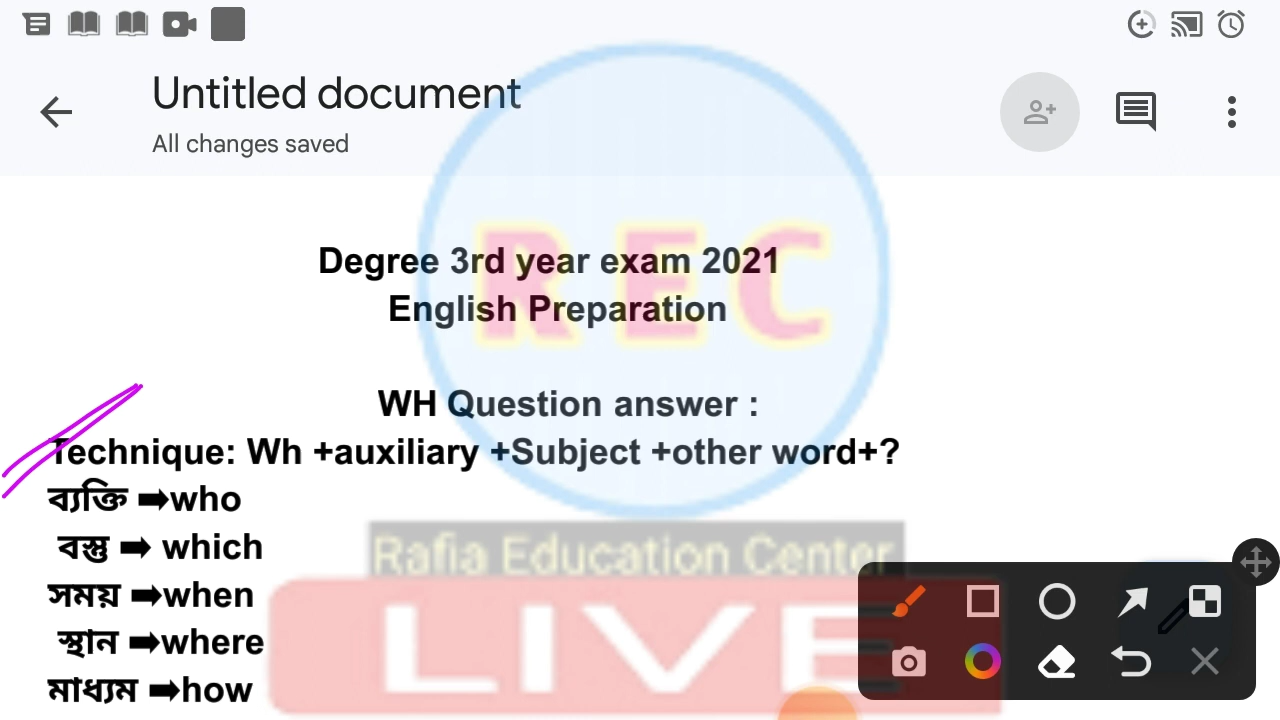 Untitled document
All changes saved
REC
Degree 3rd year exam 2021
English Preparation
WH Question answer :
Technique: Wh +auxiliary +Subject +other word+?
ব্যক্তি ➡who
বস্তু ➡ which
সময় ➡when
স্থান ➡where
মাধ্যম ➡how
Rafia Education Center
LIVE